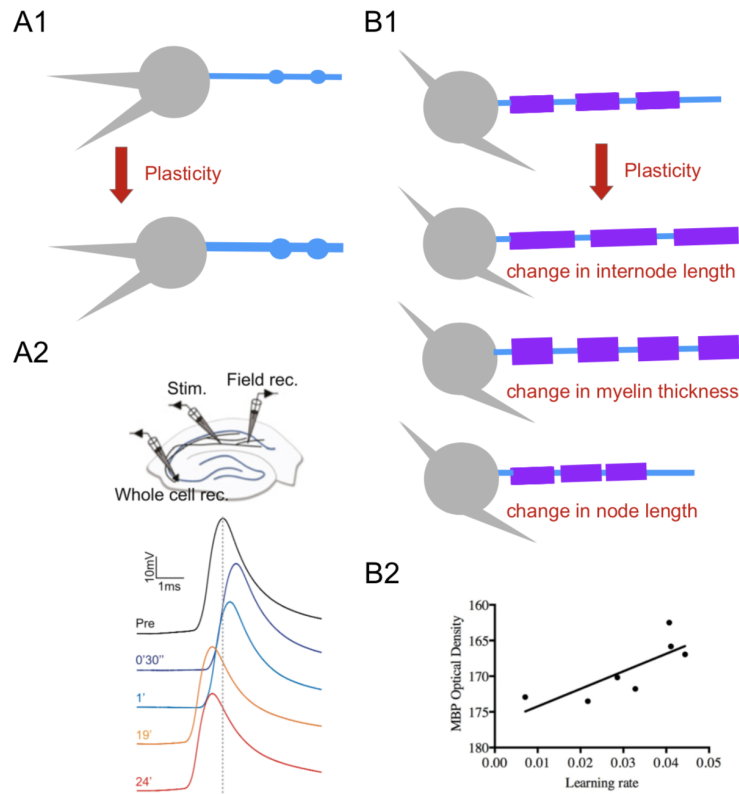 A1
Plasticity
A2
Stim.
Field rec.
Whole cell rec.
10mV
1ms
Pre
0'30"
1'
19'
24'
B1
Plasticity
change in internode length
change in myelin thickness
change in node length
B2
MBP Optical Density
160
165
170
175
180
0.00 0.01 0.02 0.03 0.04 0.05
Learning rate